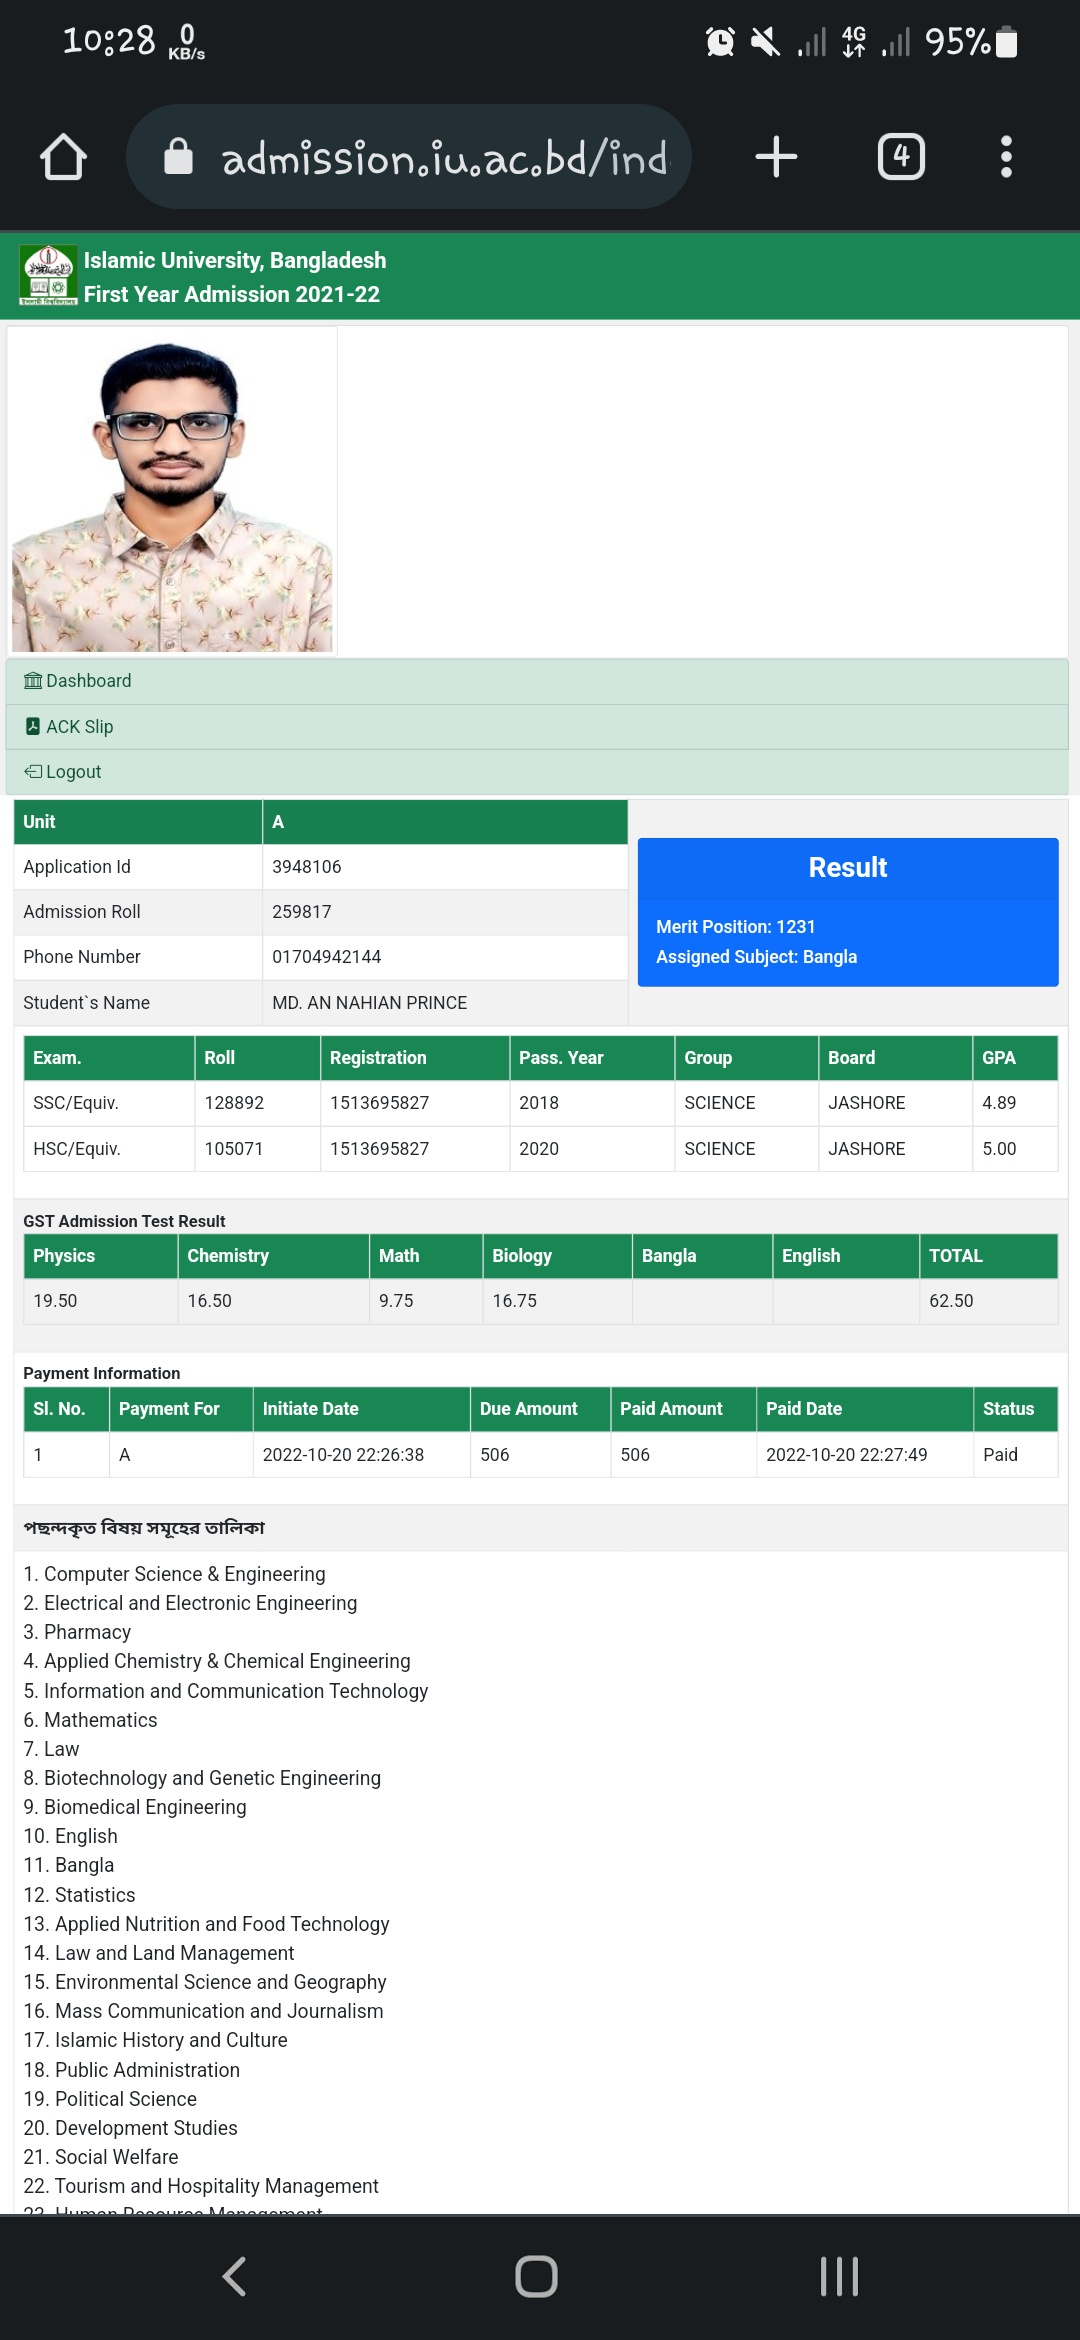 10:28 0 KB/s 4G 95%
admission.iu.ac.bd/ind 4
Islamic University, Bangladesh
First Year Admission 2021-22
Dashboard
ACK Slip
Logout
Unit A
Application Id 3948106
Admission Roll 259817
Phone Number 01704942144
Student`s Name MD. AN NAHIAN PRINCE
Result
Merit Position: 1231
Assigned Subject: Bangla
Exam. Roll Registration Pass. Year Group Board GPA
SSC/Equiv. 128892 1513695827 2018 SCIENCE JASHORE 4.89
HSC/Equiv. 105071 1513695827 2020 SCIENCE JASHORE 5.00
GST Admission Test Result
Physics Chemistry Math Biology Bangla English TOTAL
19.50 16.50 9.75 16.75 62.50
Payment Information
Sl. No. Payment For Initiate Date Due Amount Paid Amount Paid Date Status
1 A 2022-10-20 22:26:38 506 506 2022-10-20 22:27:49 Paid
পছন্দকৃত বিষয় সমূহের তালিকা
1. Computer Science & Engineering
2. Electrical and Electronic Engineering
3. Pharmacy
4. Applied Chemistry & Chemical Engineering
5. Information and Communication Technology
6. Mathematics
7. Law
8. Biotechnology and Genetic Engineering
9. Biomedical Engineering
10. English
11. Bangla
12. Statistics
13. Applied Nutrition and Food Technology
14. Law and Land Management
15. Environmental Science and Geography
16. Mass Communication and Journalism
17. Islamic History and Culture
18. Public Administration
19. Political Science
20. Development Studies
21. Social Welfare
22. Tourism and Hospitality Management
23. Human Resource Management